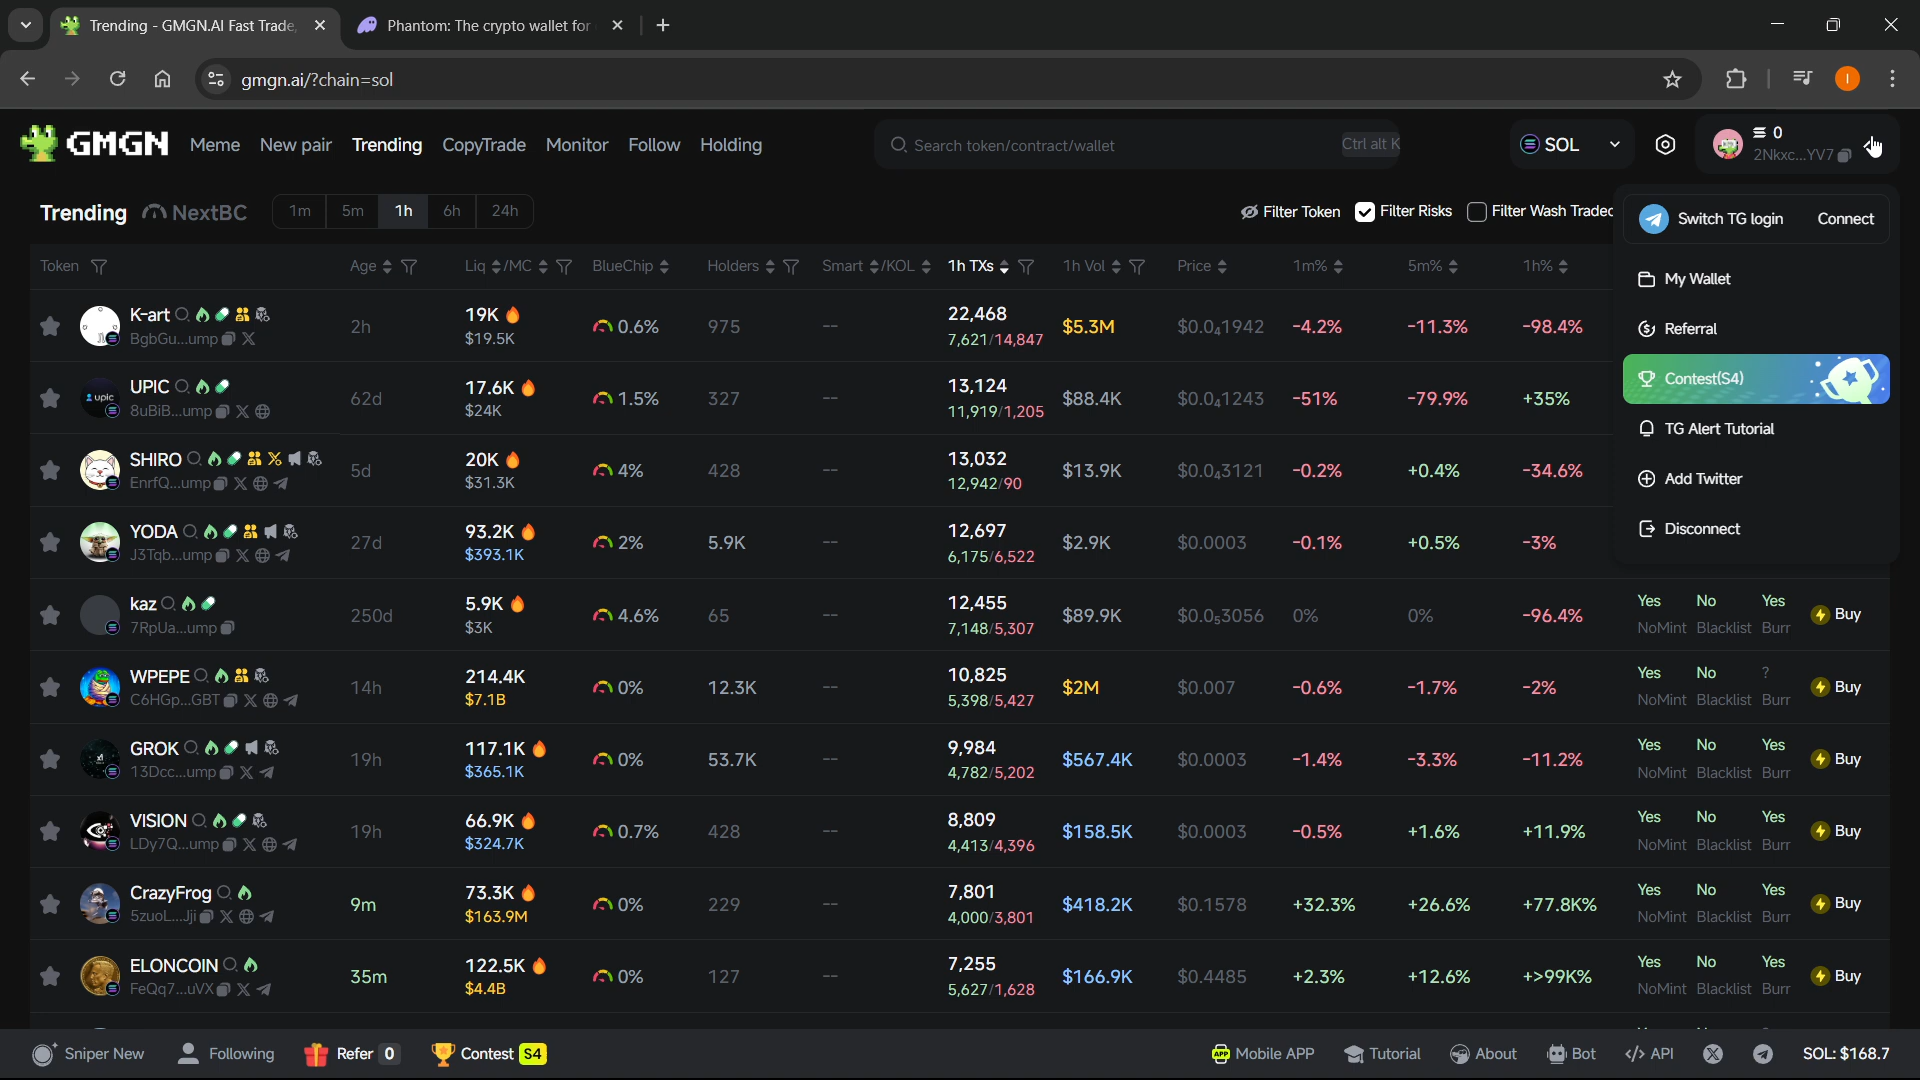 Trending - GMGN.AI Fast Trade,
Phantom: The crypto wallet for
gmgn.ai/?chain=sol
GMGN
Meme New pair Trending CopyTrade Monitor Follow Holding
Search token/contract/wallet
Ctrl alt K
SOL
0
2Nkxc...YV7
Trending NextBC 1m 5m 1h 6h 24h
Filter Token Filter Risks Filter Wash Traded
Switch TG login Connect
My Wallet
Referral
Contest(S4)
TG Alert Tutorial
Add Twitter
Disconnect
Token Age Liq /MC BlueChip Holders Smart /KOL 1h TXs 1h Vol Price 1m% 5m% 1h%
K-art 2h 19K 0.6% 975 -- 22,468 $5.3M $0.0₄1942 -4.2% -11.3% -98.4%
BgbGu...ump $19.5K 7,621/14,847
UPIC 62d 17.6K 1.5% 327 -- 13,124 $88.4K $0.0₄1243 -51% -79.9% +35%
8uBiB...ump $24K 11,919/1,205
SHIRO 5d 20K 4% 428 -- 13,032 $13.9K $0.0₄3121 -0.2% +0.4% -34.6%
EnrfQ...ump $31.3K 12,942/90
YODA 27d 93.2K 2% 5.9K -- 12,697 $2.9K $0.0003 -0.1% +0.5% -3%
J3Tqb...ump $393.1K 6,175/6,522
kaz 250d 5.9K 4.6% 65 -- 12,455 $89.9K $0.0₅3056 0% 0% -96.4% Yes No Yes Buy
7RpUa...ump $3K 7,148/5,307 NoMint Blacklist Burr
WPEPE 14h 214.4K 0% 12.3K -- 10,825 $2M $0.007 -0.6% -1.7% -2% Yes No ? Buy
C6HGp...GBT $7.1B 5,398/5,427 NoMint Blacklist Burr
GROK 19h 117.1K 0% 53.7K -- 9,984 $567.4K $0.0003 -1.4% -3.3% -11.2% Yes No Yes Buy
13Dcc...ump $365.1K 4,782/5,202 NoMint Blacklist Burr
VISION 19h 66.9K 0.7% 428 -- 8,809 $158.5K $0.0003 -0.5% +1.6% +11.9% Yes No Yes Buy
LDy7Q...ump $324.7K 4,413/4,396 NoMint Blacklist Burr
CrazyFrog 9m 73.3K 0% 229 -- 7,801 $418.2K $0.1578 +32.3% +26.6% +77.8K% Yes No Yes Buy
5zuoL...Jji $163.9M 4,000/3,801 NoMint Blacklist Burr
ELONCOIN 35m 122.5K 0% 127 -- 7,255 $166.9K $0.4485 +2.3% +12.6% +>99K% Yes No Yes Buy
FeQq7...uVX $4.4B 5,627/1,628 NoMint Blacklist Burr
Sniper New Following Refer 0 Contest S4 APP Mobile APP Tutorial About Bot API SOL: $168.7